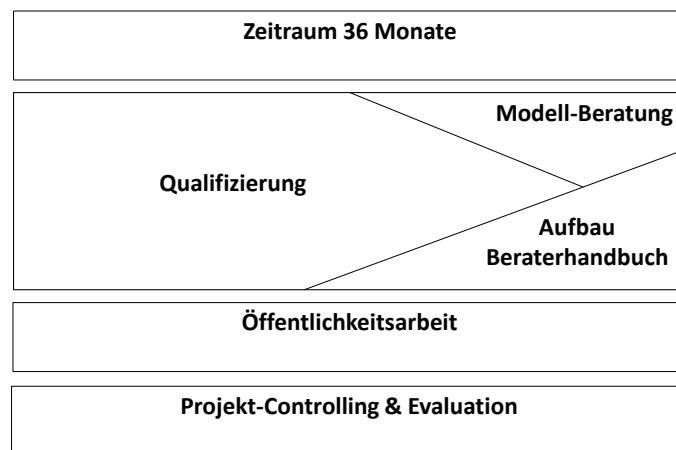 Zeitraum 36 Monate
Modell-Beratung
Qualifizierung
Aufbau
Beraterhandbuch
Öffentlichkeitsarbeit
Projekt-Controlling & Evaluation